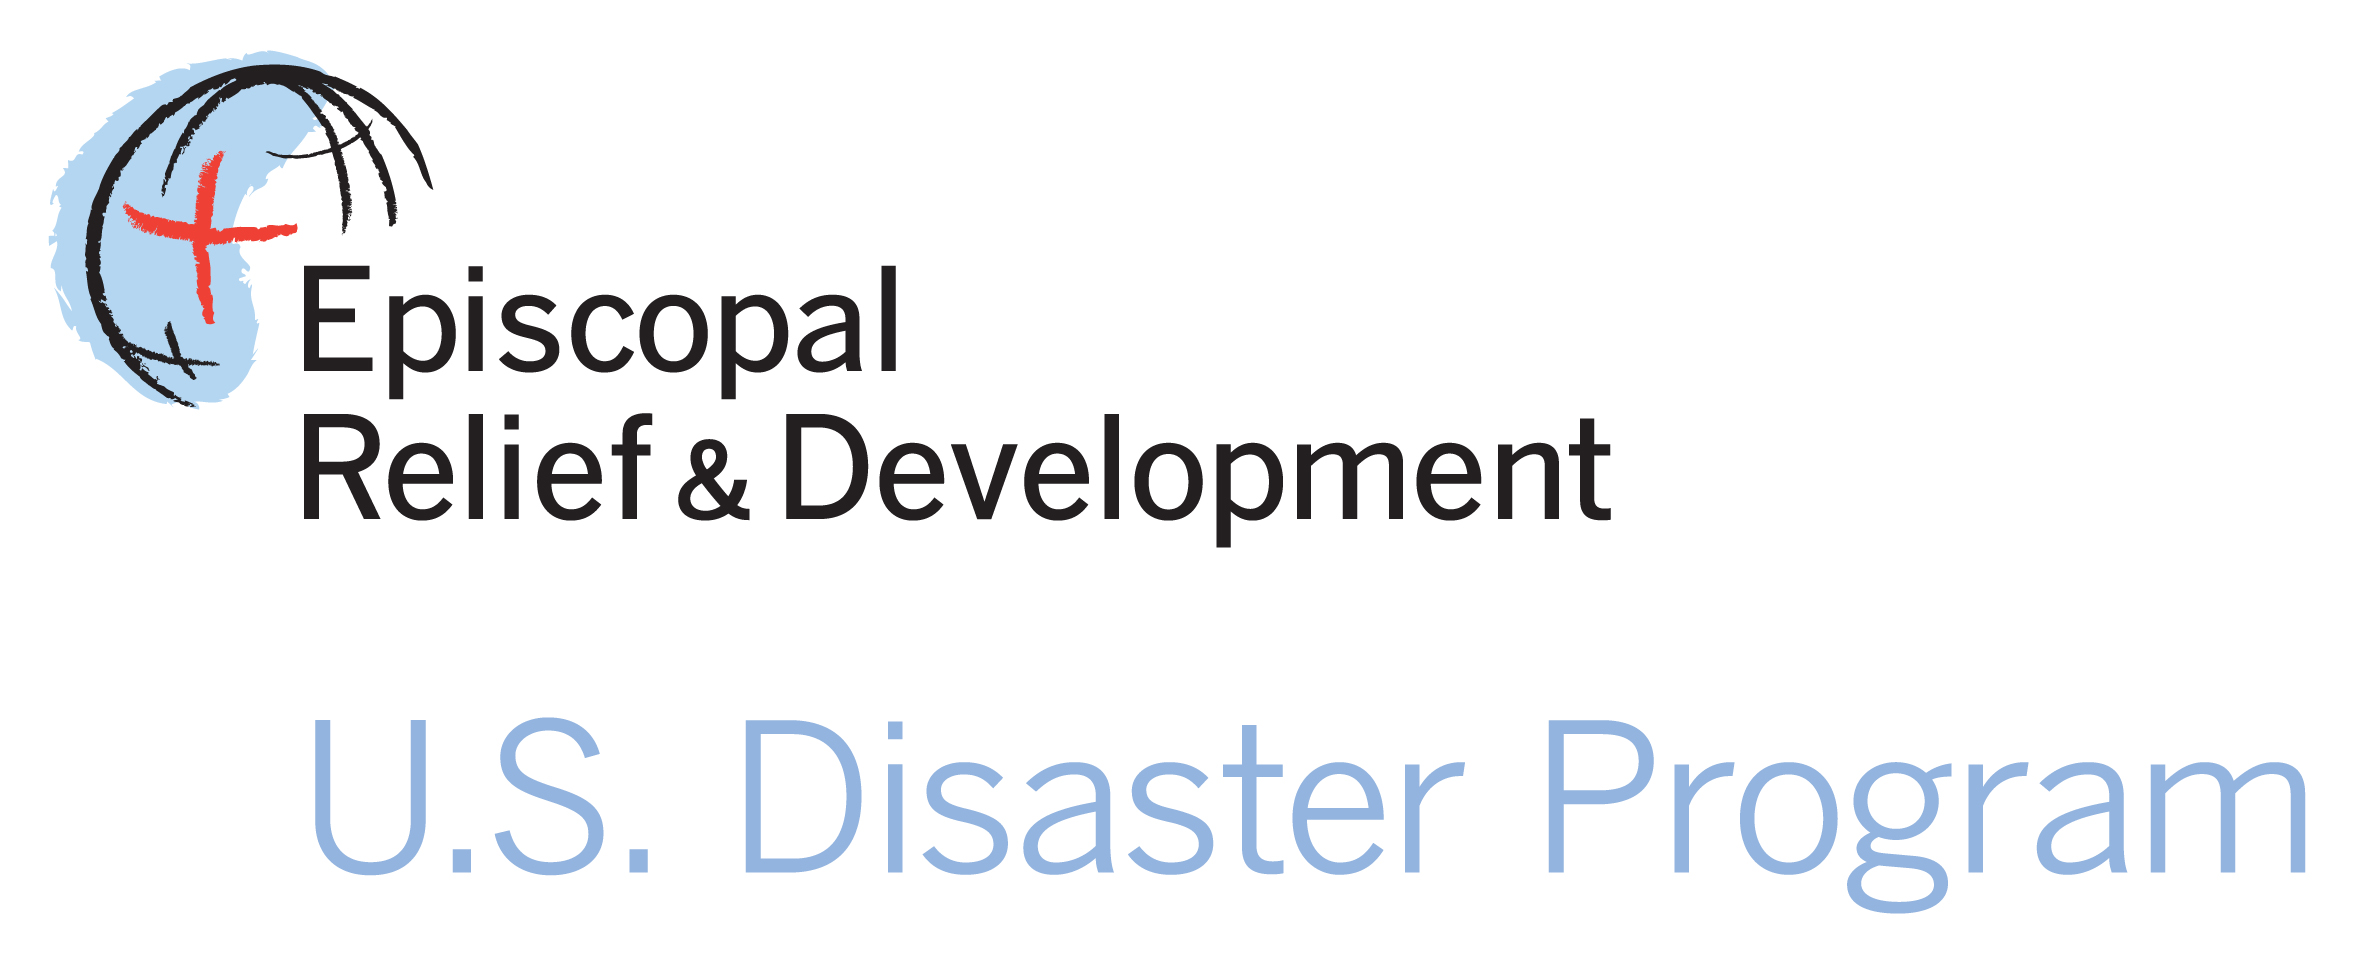 Episcopal
Relief & Development
U.S. Disaster Program